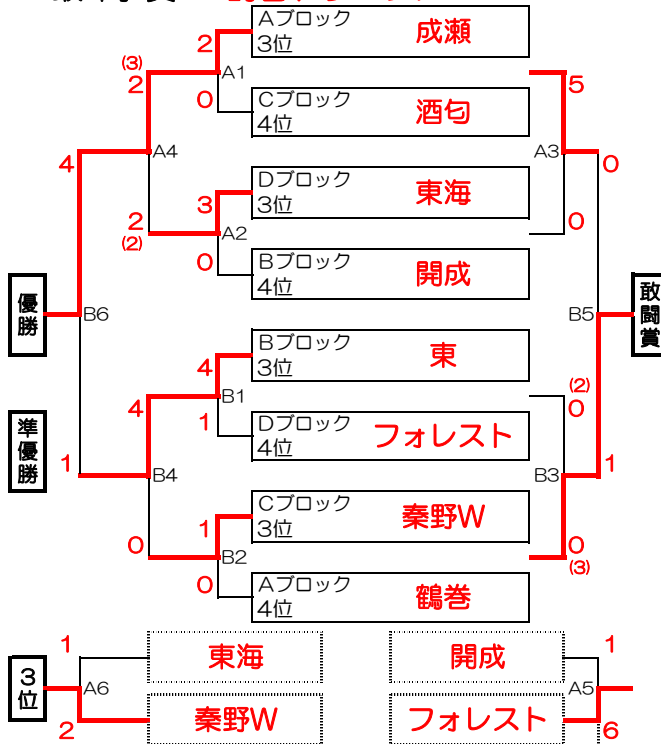 Aブロック
3位
成瀬
2
(3)
2
A1
5
0
Cブロック
4位
酒匂
4
A4
A3
0
Dブロック
3位
東海
3
2
(2)
A2
0
0
Bブロック
4位
開成
優勝
B6
B5
敢闘賞
Bブロック
3位
東
4
4
B1
(2)
0
1
Dブロック
4位
フォレスト
準優勝
1
B4
B3
1
Cブロック
3位
秦野W
1
0
B2
0
(3)
0
Aブロック
4位
鶴巻
1
東海
開成
1
3位
A6
A5
2
秦野W
フォレスト
6